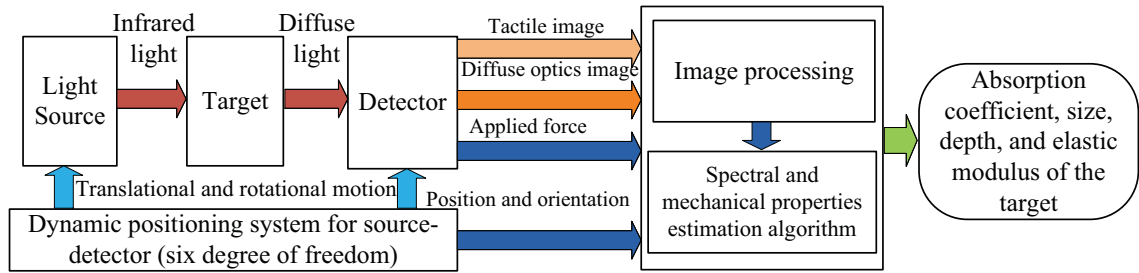 Infrared
light
Diffuse
light
Tactile image
Light
Source
Target
Detector
Diffuse optics image
Applied force
Image processing
Absorption
coefficient, size,
depth, and elastic
modulus of the
target
Spectral and
mechanical properties
estimation algorithm
Translational and rotational motion
Position and orientation
Dynamic positioning system for source-
detector (six degree of freedom)